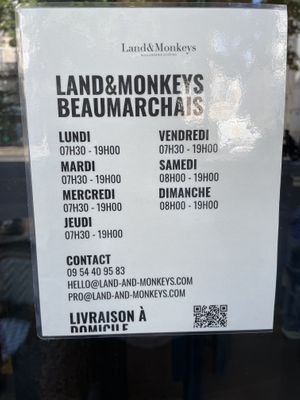 Land&Monkeys
LAND&MONKEYS
BEAUMARCHAIS
LUNDI
07H30 - 19H00
MARDI
07H30 - 19H00
MERCREDI
07H30 - 19H00
JEUDI
07H30 - 19H00
VENDREDI
07H30 - 19H00
SAMEDI
08H00 - 19H00
DIMANCHE
08H00 - 19H00
CONTACT
09 54 40 95 83
HELLO@LAND-AND-MONKEYS.COM
PRO@LAND-AND-MONKEYS.COM
LIVRAISON À
DOMICILE